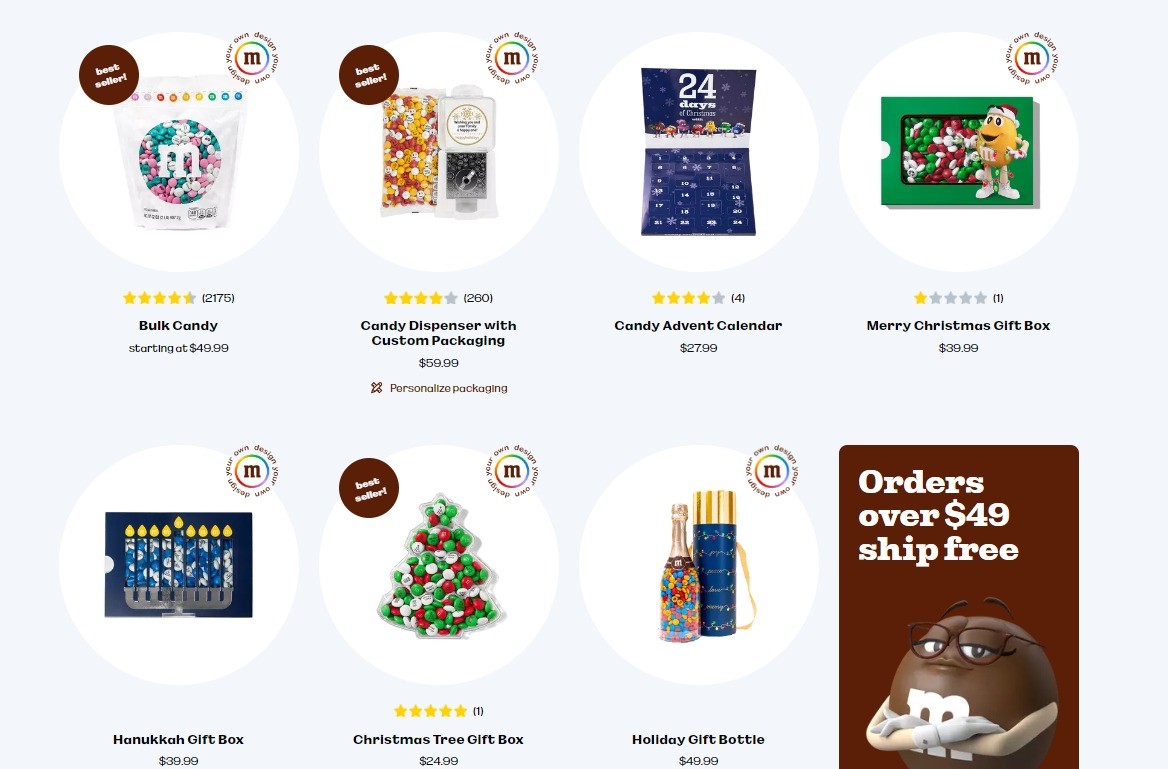 best
seller!
design your own design your own
m
m
best
seller!
design your own design your own
m
24
days
of Christmas
1 2 3 4
design your own design your own
m
(2175)
Bulk Candy
starting at $49.99
(260)
Candy Dispenser with
Custom Packaging
$59.99
Personalize packaging
(4)
Candy Advent Calendar
$27.99
(1)
Merry Christmas Gift Box
$39.99
design your own design your own
m
Hanukkah Gift Box
$39.99
best
seller!
design your own design your own
m
(1)
Christmas Tree Gift Box
$24.99
design your own design your own
m
Holiday Gift Bottle
$49.99
Orders
over $49
ship free
m